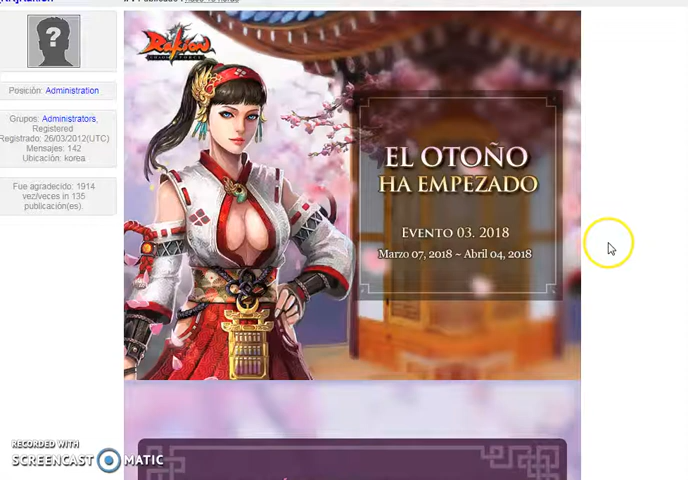 Rakion
EL OTOÑO
HA EMPEZADO
EVENTO 03. 2018
Marzo 07, 2018 ~ Abril 04, 2018
?
Posición: Administration
Grupos: Administrators,
Registered
Registrado: 26/03/2012(UTC)
Mensajes: 142
Ubicación: korea
Fue agradecido: 1914
vez/veces in 135
publicación(es).
RECORDED WITH
SCREENCAST MATIC